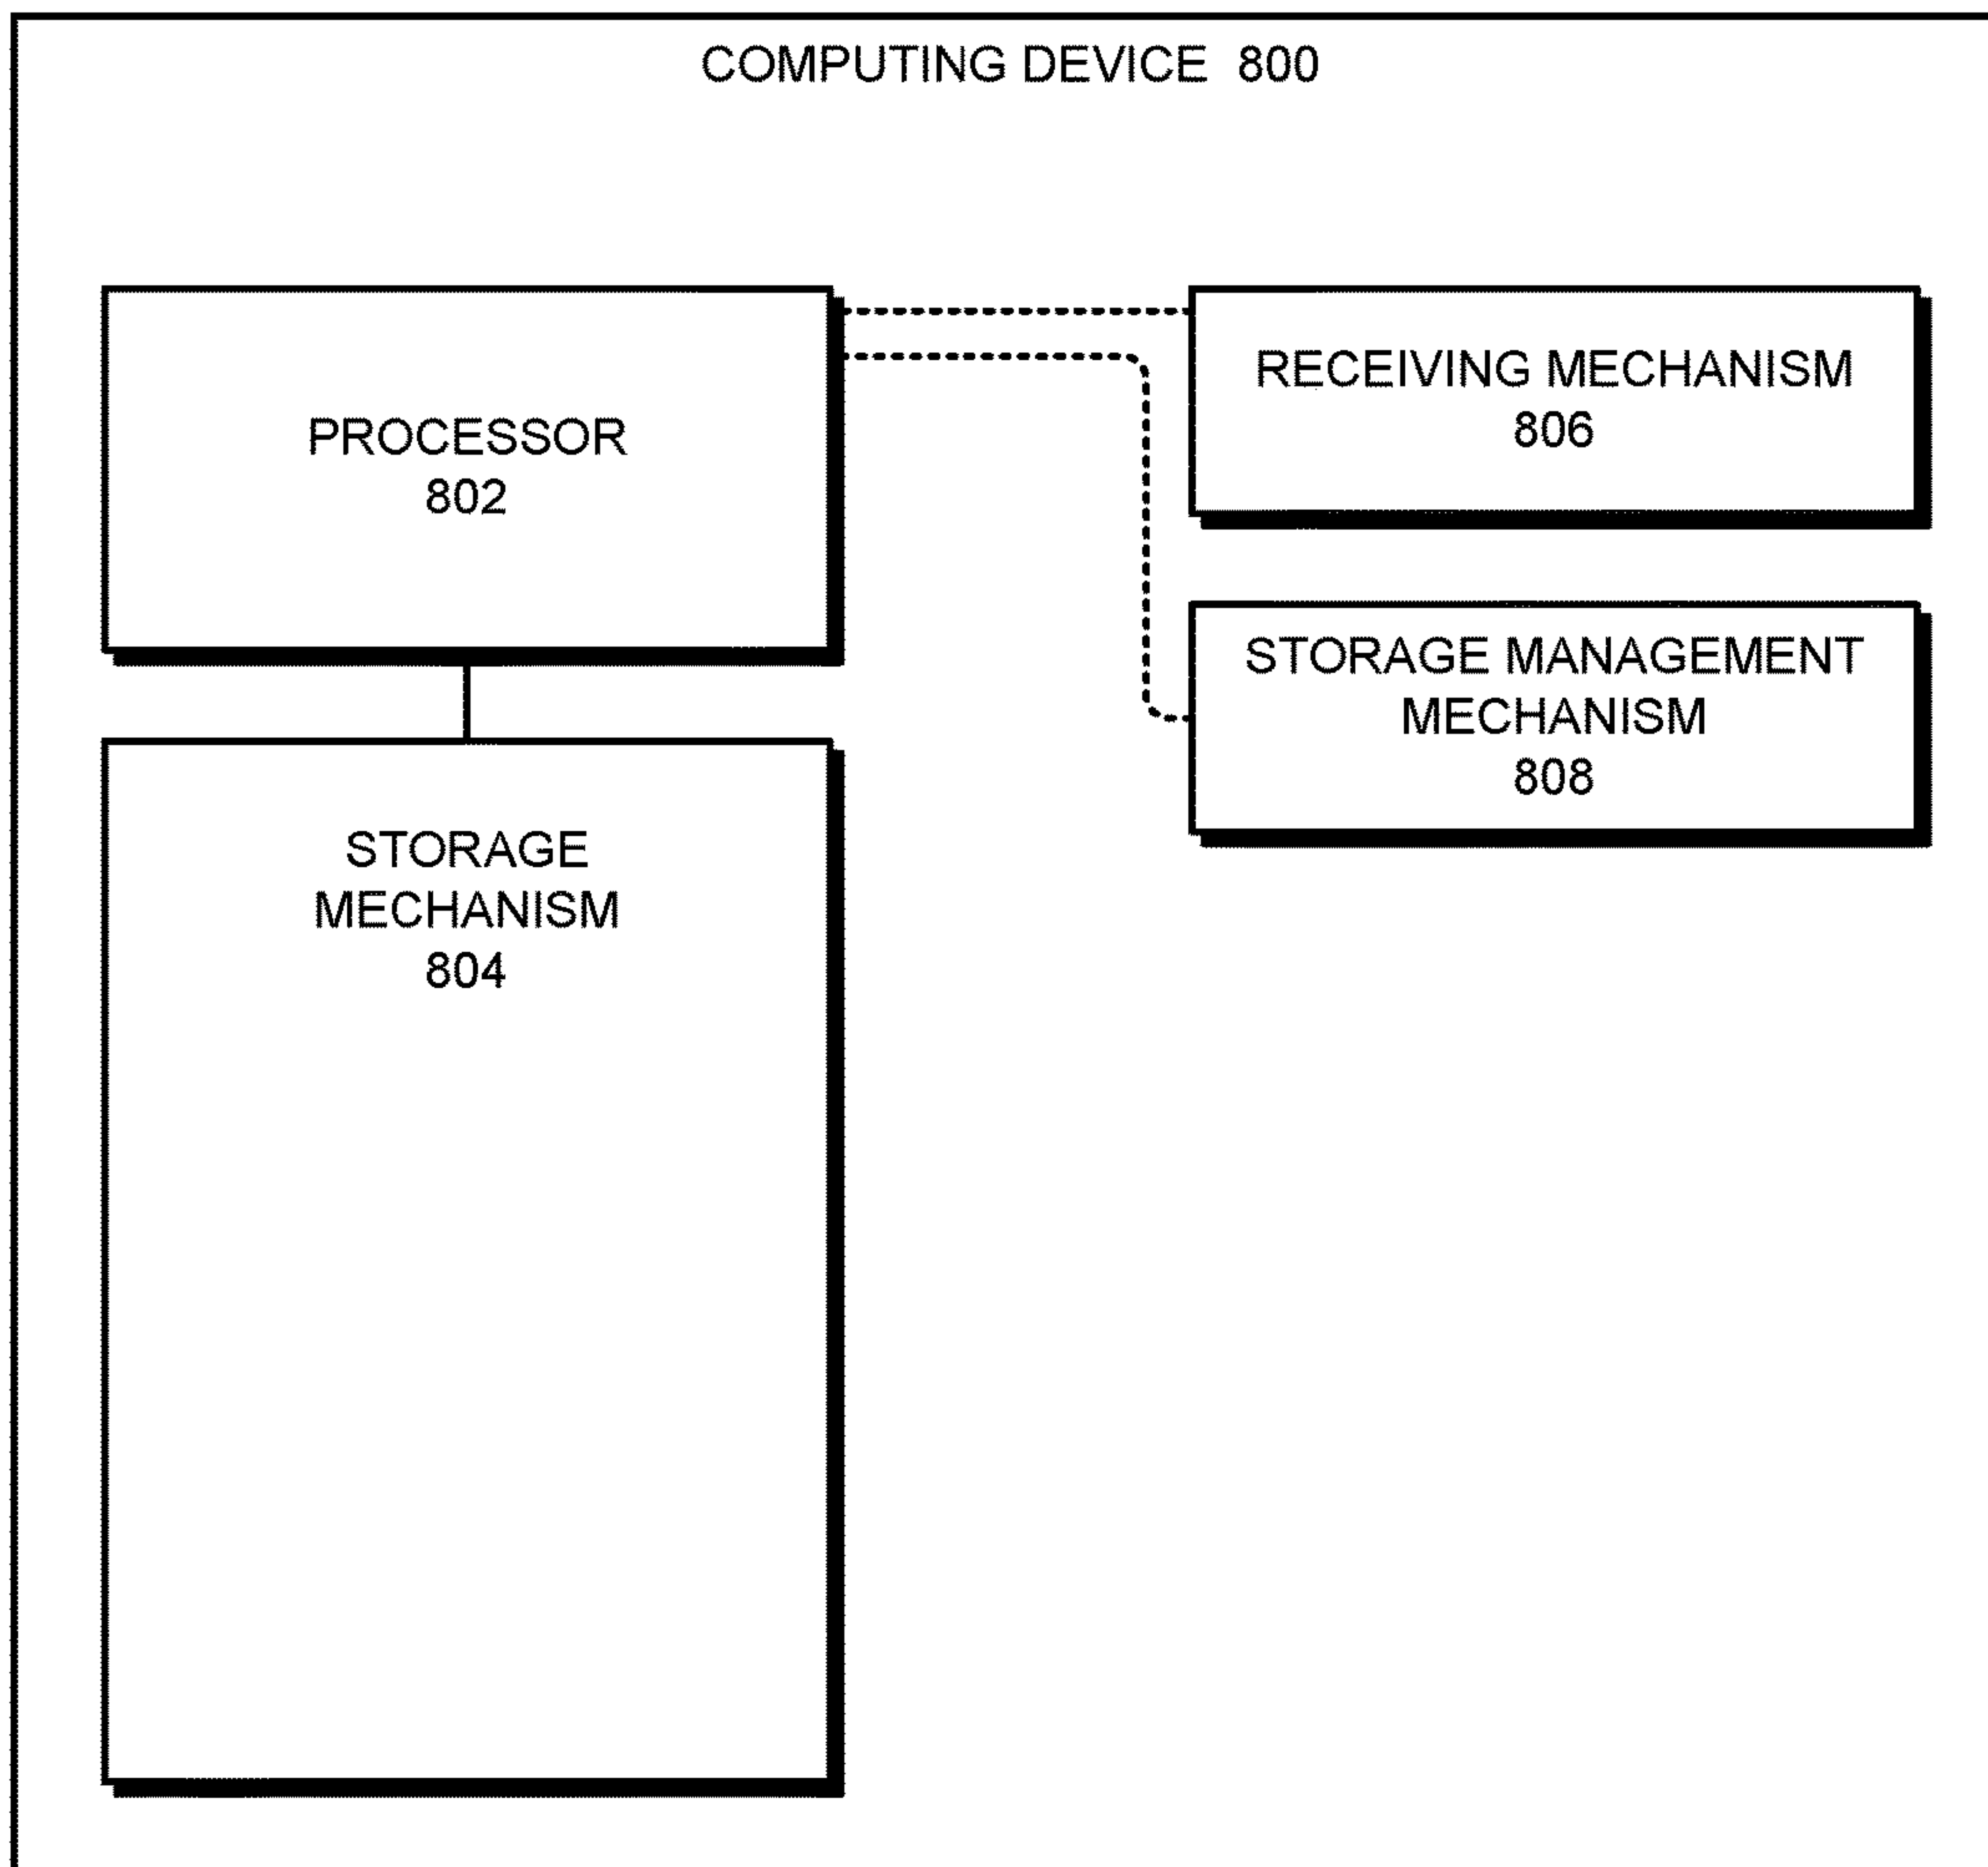 COMPUTING DEVICE 800
PROCESSOR
802
RECEIVING MECHANISM
806
STORAGE MANAGEMENT
MECHANISM
808
STORAGE
MECHANISM
804